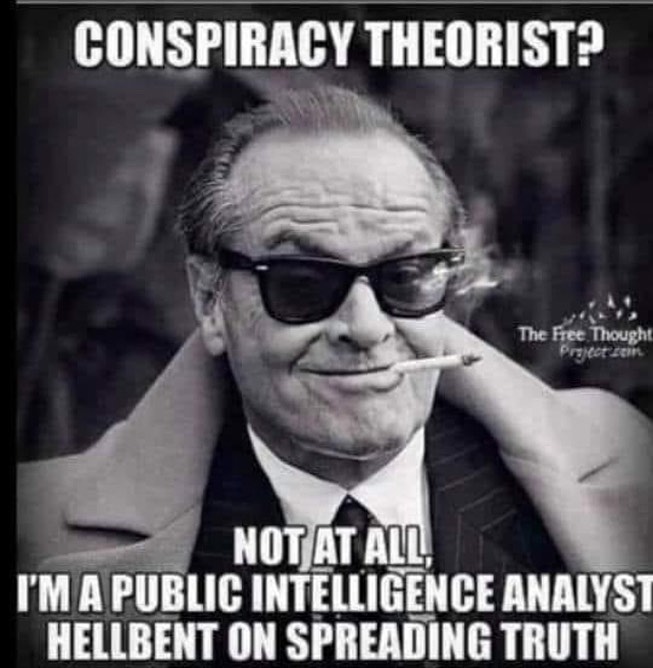 CONSPIRACY THEORIST?
The Free Thought
Project.com
NOT AT ALL,
I'M A PUBLIC INTELLIGENCE ANALYST
HELLBENT ON SPREADING TRUTH